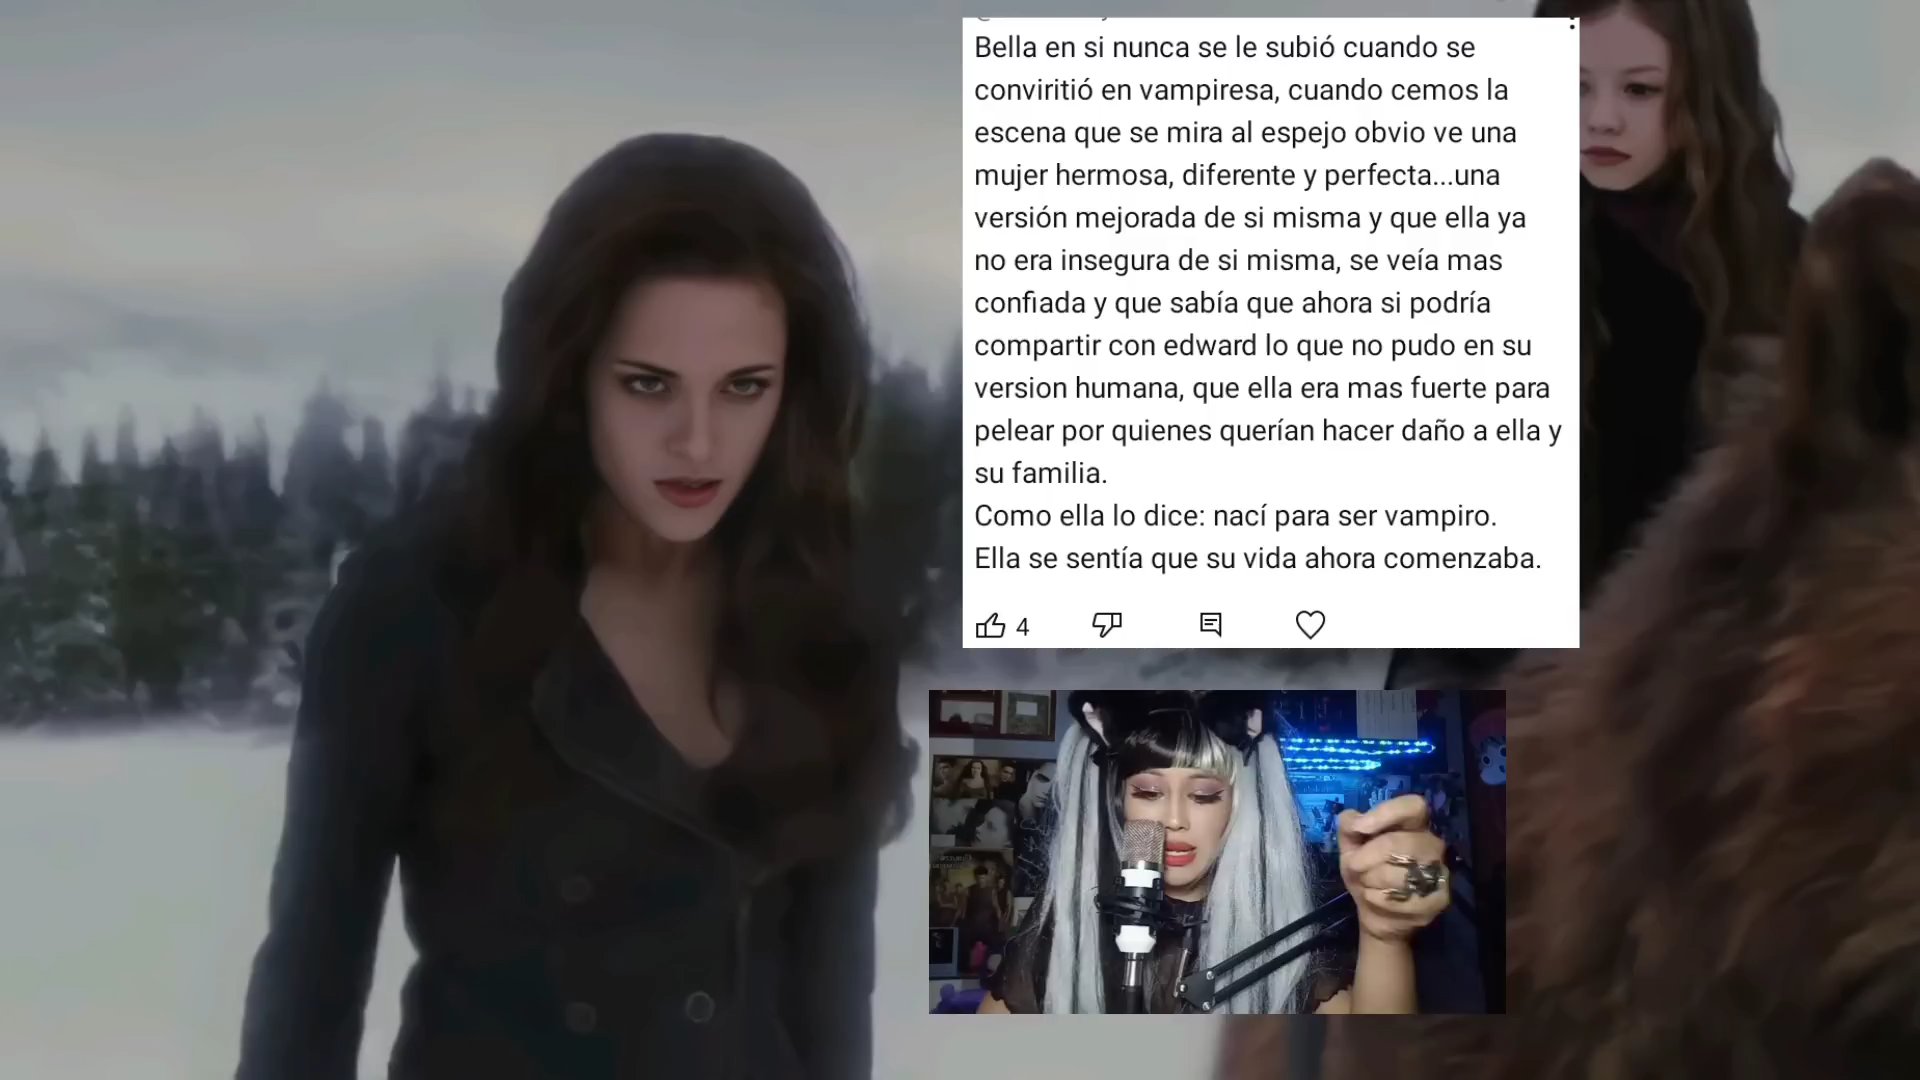 Bella en si nunca se le subió cuando se
conviritió en vampiresa, cuando cemos la
escena que se mira al espejo obvio ve una
mujer hermosa, diferente y perfecta...una
versión mejorada de si misma y que ella ya
no era insegura de si misma, se veía mas
confiada y que sabía que ahora si podría
compartir con edward lo que no pudo en su
version humana, que ella era mas fuerte para
pelear por quienes querían hacer daño a ella y
su familia.
Como ella lo dice: nací para ser vampiro.
Ella se sentía que su vida ahora comenzaba.
4